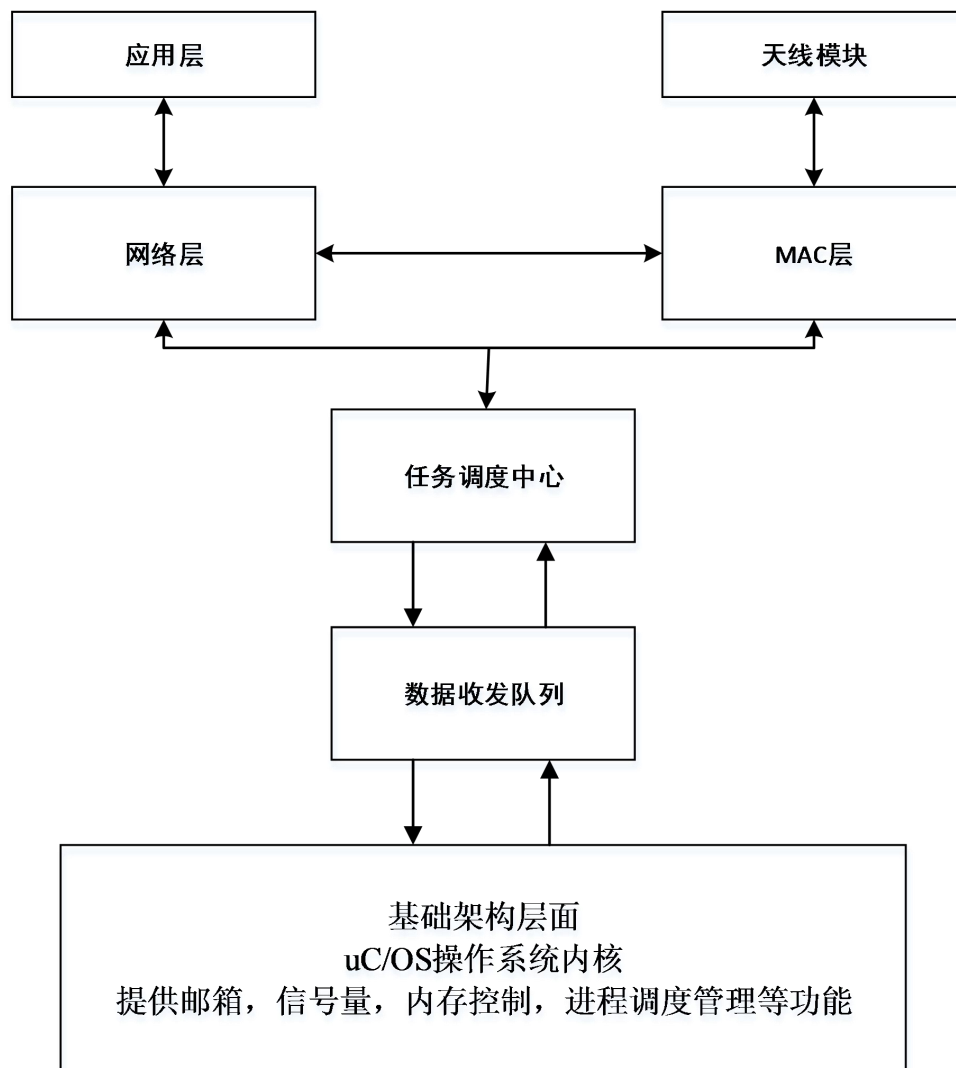 应用层
天线模块
网络层
MAC层
任务调度中心
数据收发队列
基础架构层面
uC/OS操作系统内核
提供邮箱，信号量，内存控制，进程调度管理等功能